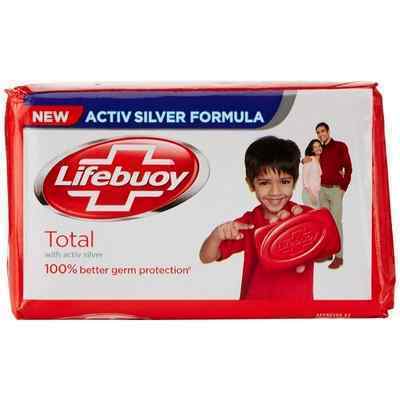 NEW
ACTIV SILVER FORMULA
Lifebuoy
Total
with activ silver
100% better germ protection*
Lifebuoy